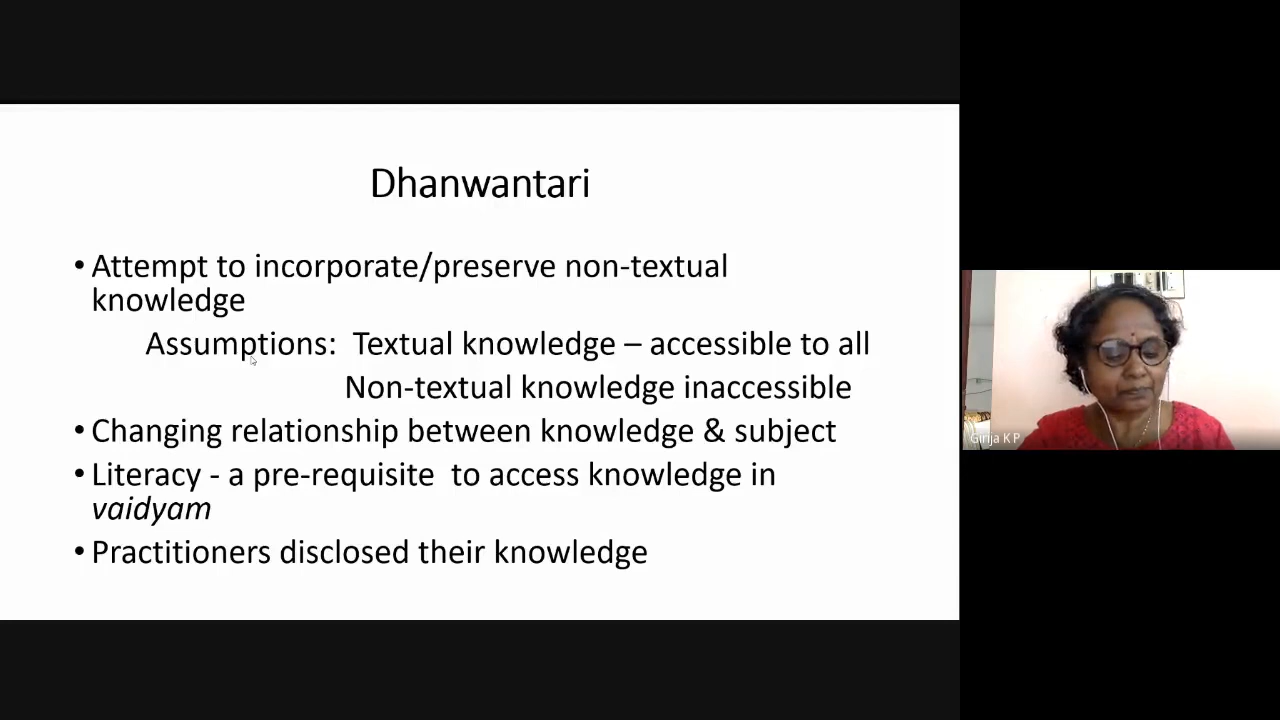 Dhanwantari
• Attempt to incorporate/preserve non-textual
knowledge
Assumptions: Textual knowledge – accessible to all
Non-textual knowledge inaccessible
• Changing relationship between knowledge & subject
• Literacy - a pre-requisite to access knowledge in
vaidyam
• Practitioners disclosed their knowledge
Girija K P